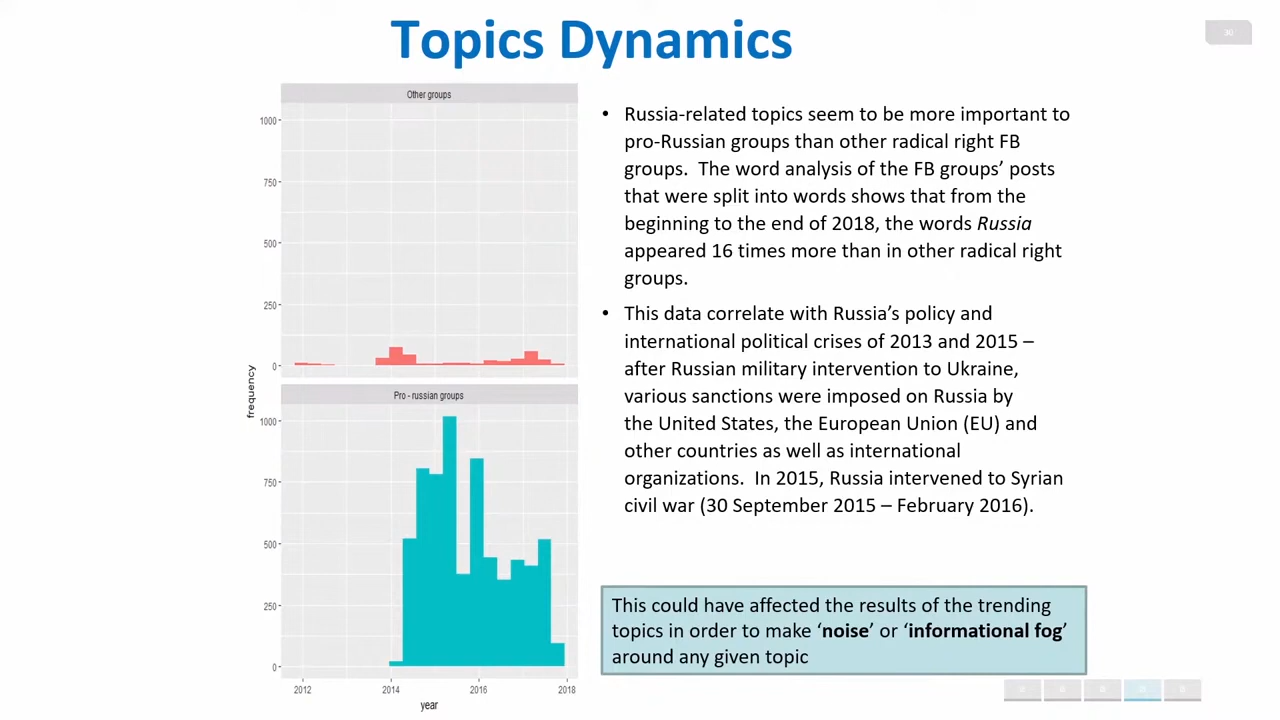 Topics Dynamics
30
Other groups
1000
750
500
250
0
frequency
Pro - russian groups
1000
750
500
250
0
2012
2014
2016
2018
year
• Russia-related topics seem to be more important to
pro-Russian groups than other radical right FB
groups. The word analysis of the FB groups’ posts
that were split into words shows that from the
beginning to the end of 2018, the words Russia
appeared 16 times more than in other radical right
groups.
• This data correlate with Russia’s policy and
international political crises of 2013 and 2015 –
after Russian military intervention to Ukraine,
various sanctions were imposed on Russia by
the United States, the European Union (EU) and
other countries as well as international
organizations. In 2015, Russia intervened to Syrian
civil war (30 September 2015 – February 2016).
This could have affected the results of the trending
topics in order to make ‘noise’ or ‘informational fog’
around any given topic